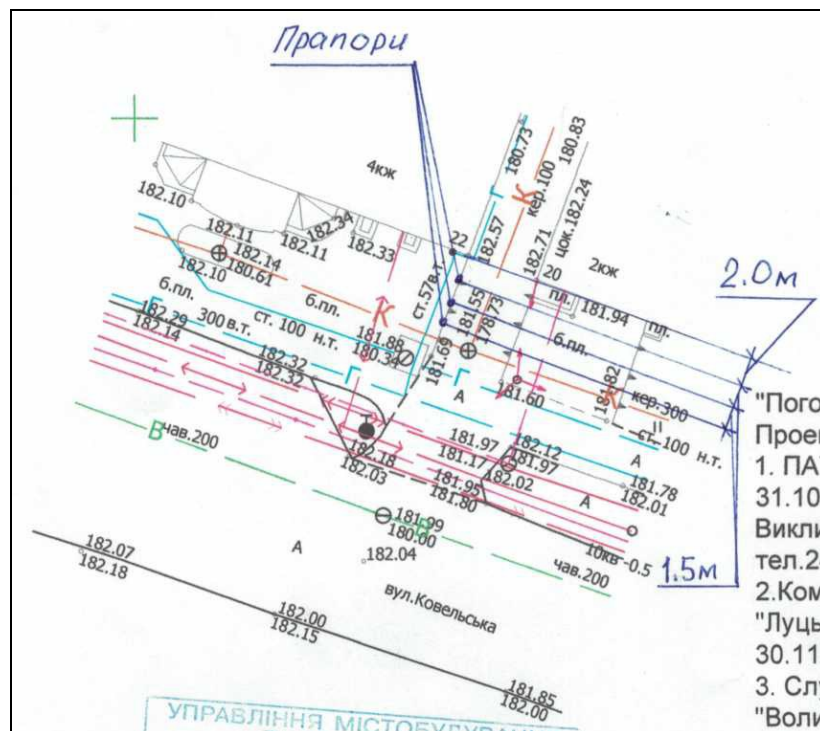 Прапори
4кж
180.73
180.83
Г
К
кер.100
цок.182.24
182.10
182.11
182.14
180.61
182.10
182.11
182.34
182.33
22
182.57
182.71
20
2кж
2.0м
б.пл.
б.пл.
К
ст.57в.т.
181.55
178.73
пл.
181.94
пл.
б.пл.
Г
300в.т.
ст. 100 н.т.
181.88
180.34
181.69
182.29
182.14
182.32
182.32
Г
Г
А
181.60
181.82
К
кер.300
"Пого
II
ст.100 н.т.
Проек
1. ПА
В
чав.200
Т
182.18
182.03
181.97
181.17
182.12
181.97
182.02
А
181.78
182.01
31.10
Викли
181.95
181.80
А
10кв -0.5
чав.200
1.5м
тел.2
2.Ком
"Луць
181.99
180.00
В
А
182.04
182.07
182.18
вул.Ковельська
30.11
3. Слу
"Воли
182.00
182.15
181.85
182.00
УПРАВЛІННЯ МІСТОБУДУВАН